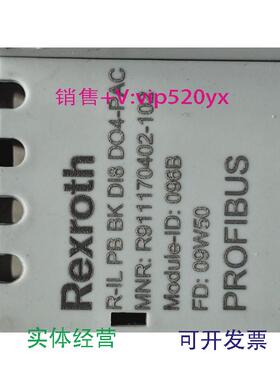 销售+V:vip520yx
Rexroth
R-IL PB BK DI8 DO4-PAC
MNR: R911170402-102
Module-ID: 096B
FD: 09W50
PROFIBUS
实体经营
可开发票